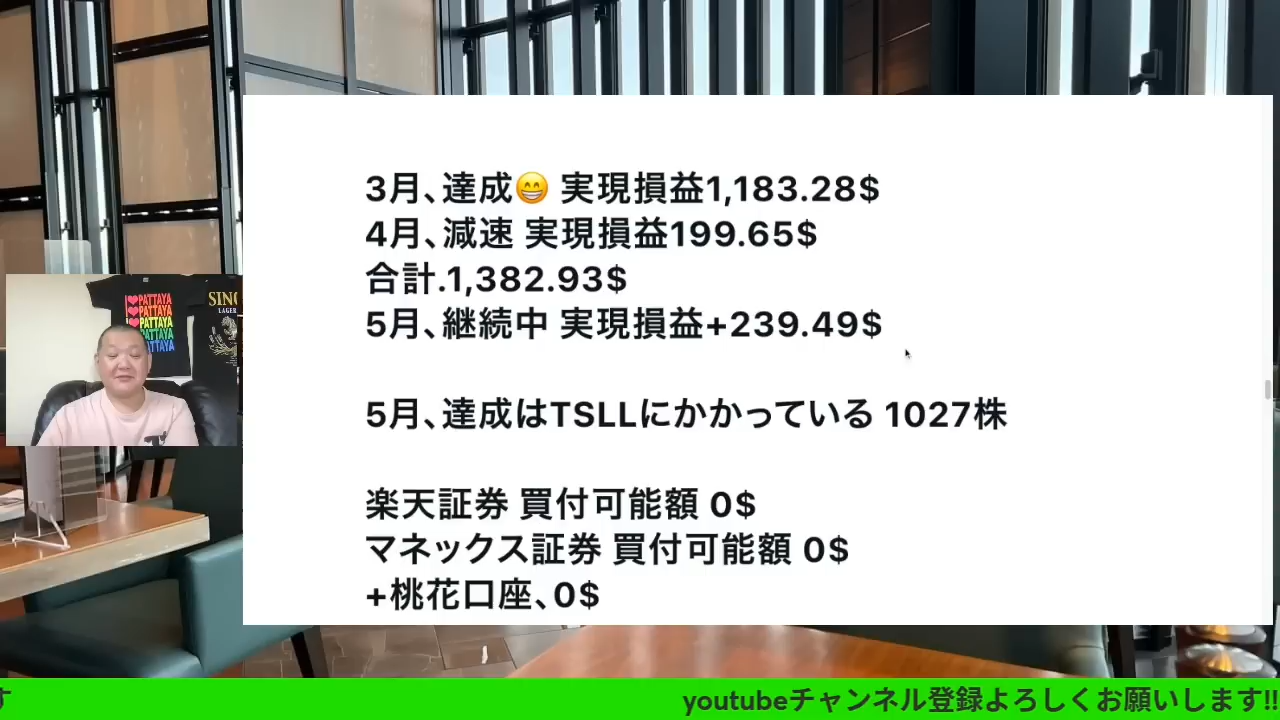 3月、達成😁 実現損益1,183.28$
4月、減速 実現損益199.65$
合計.1,382.93$
5月、継続中 実現損益+239.49$
5月、達成はTSLLにかかっている 1027株
楽天証券 買付可能額 0$
マネックス証券 買付可能額 0$
+桃花口座、0$
PATTAYA
PATTAYA
PATTAYA
PATTAYA
LAGER
す
youtubeチャンネル登録よろしくお願いします!!